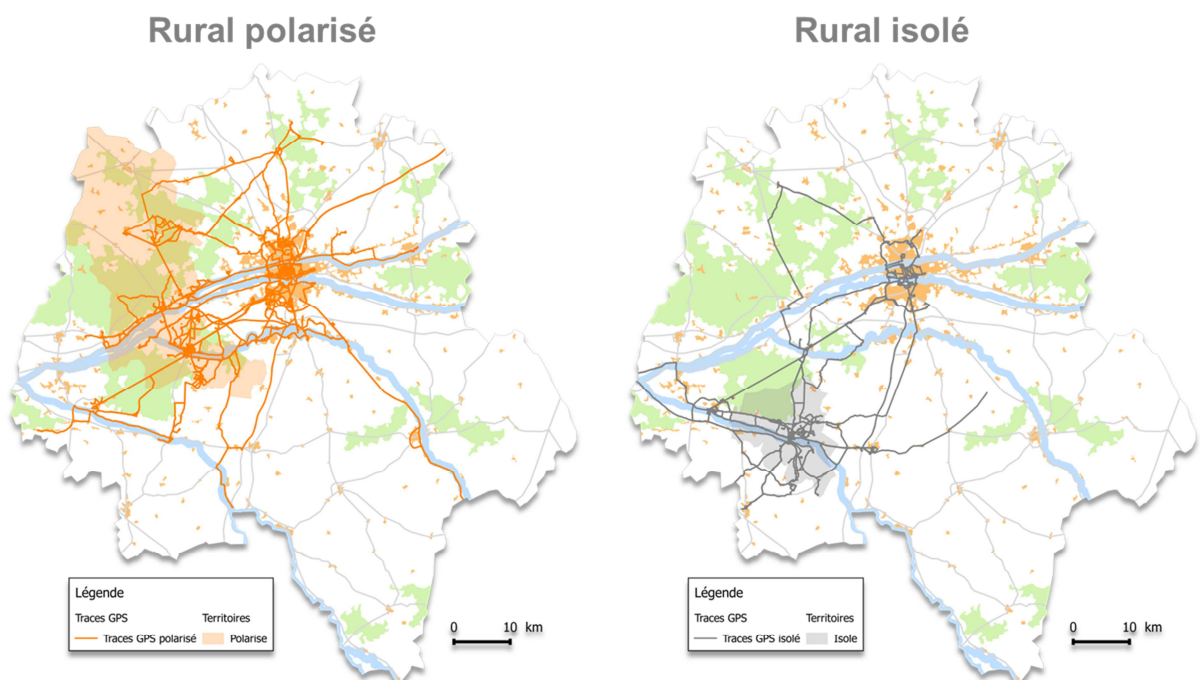 Rural polarisé
Rural isolé
Légende
Traces GPS Territoires
Traces GPS polarisé Polarise
0 10 km
Légende
Traces GPS Territoires
Traces GPS isolé Isole
0 10 km